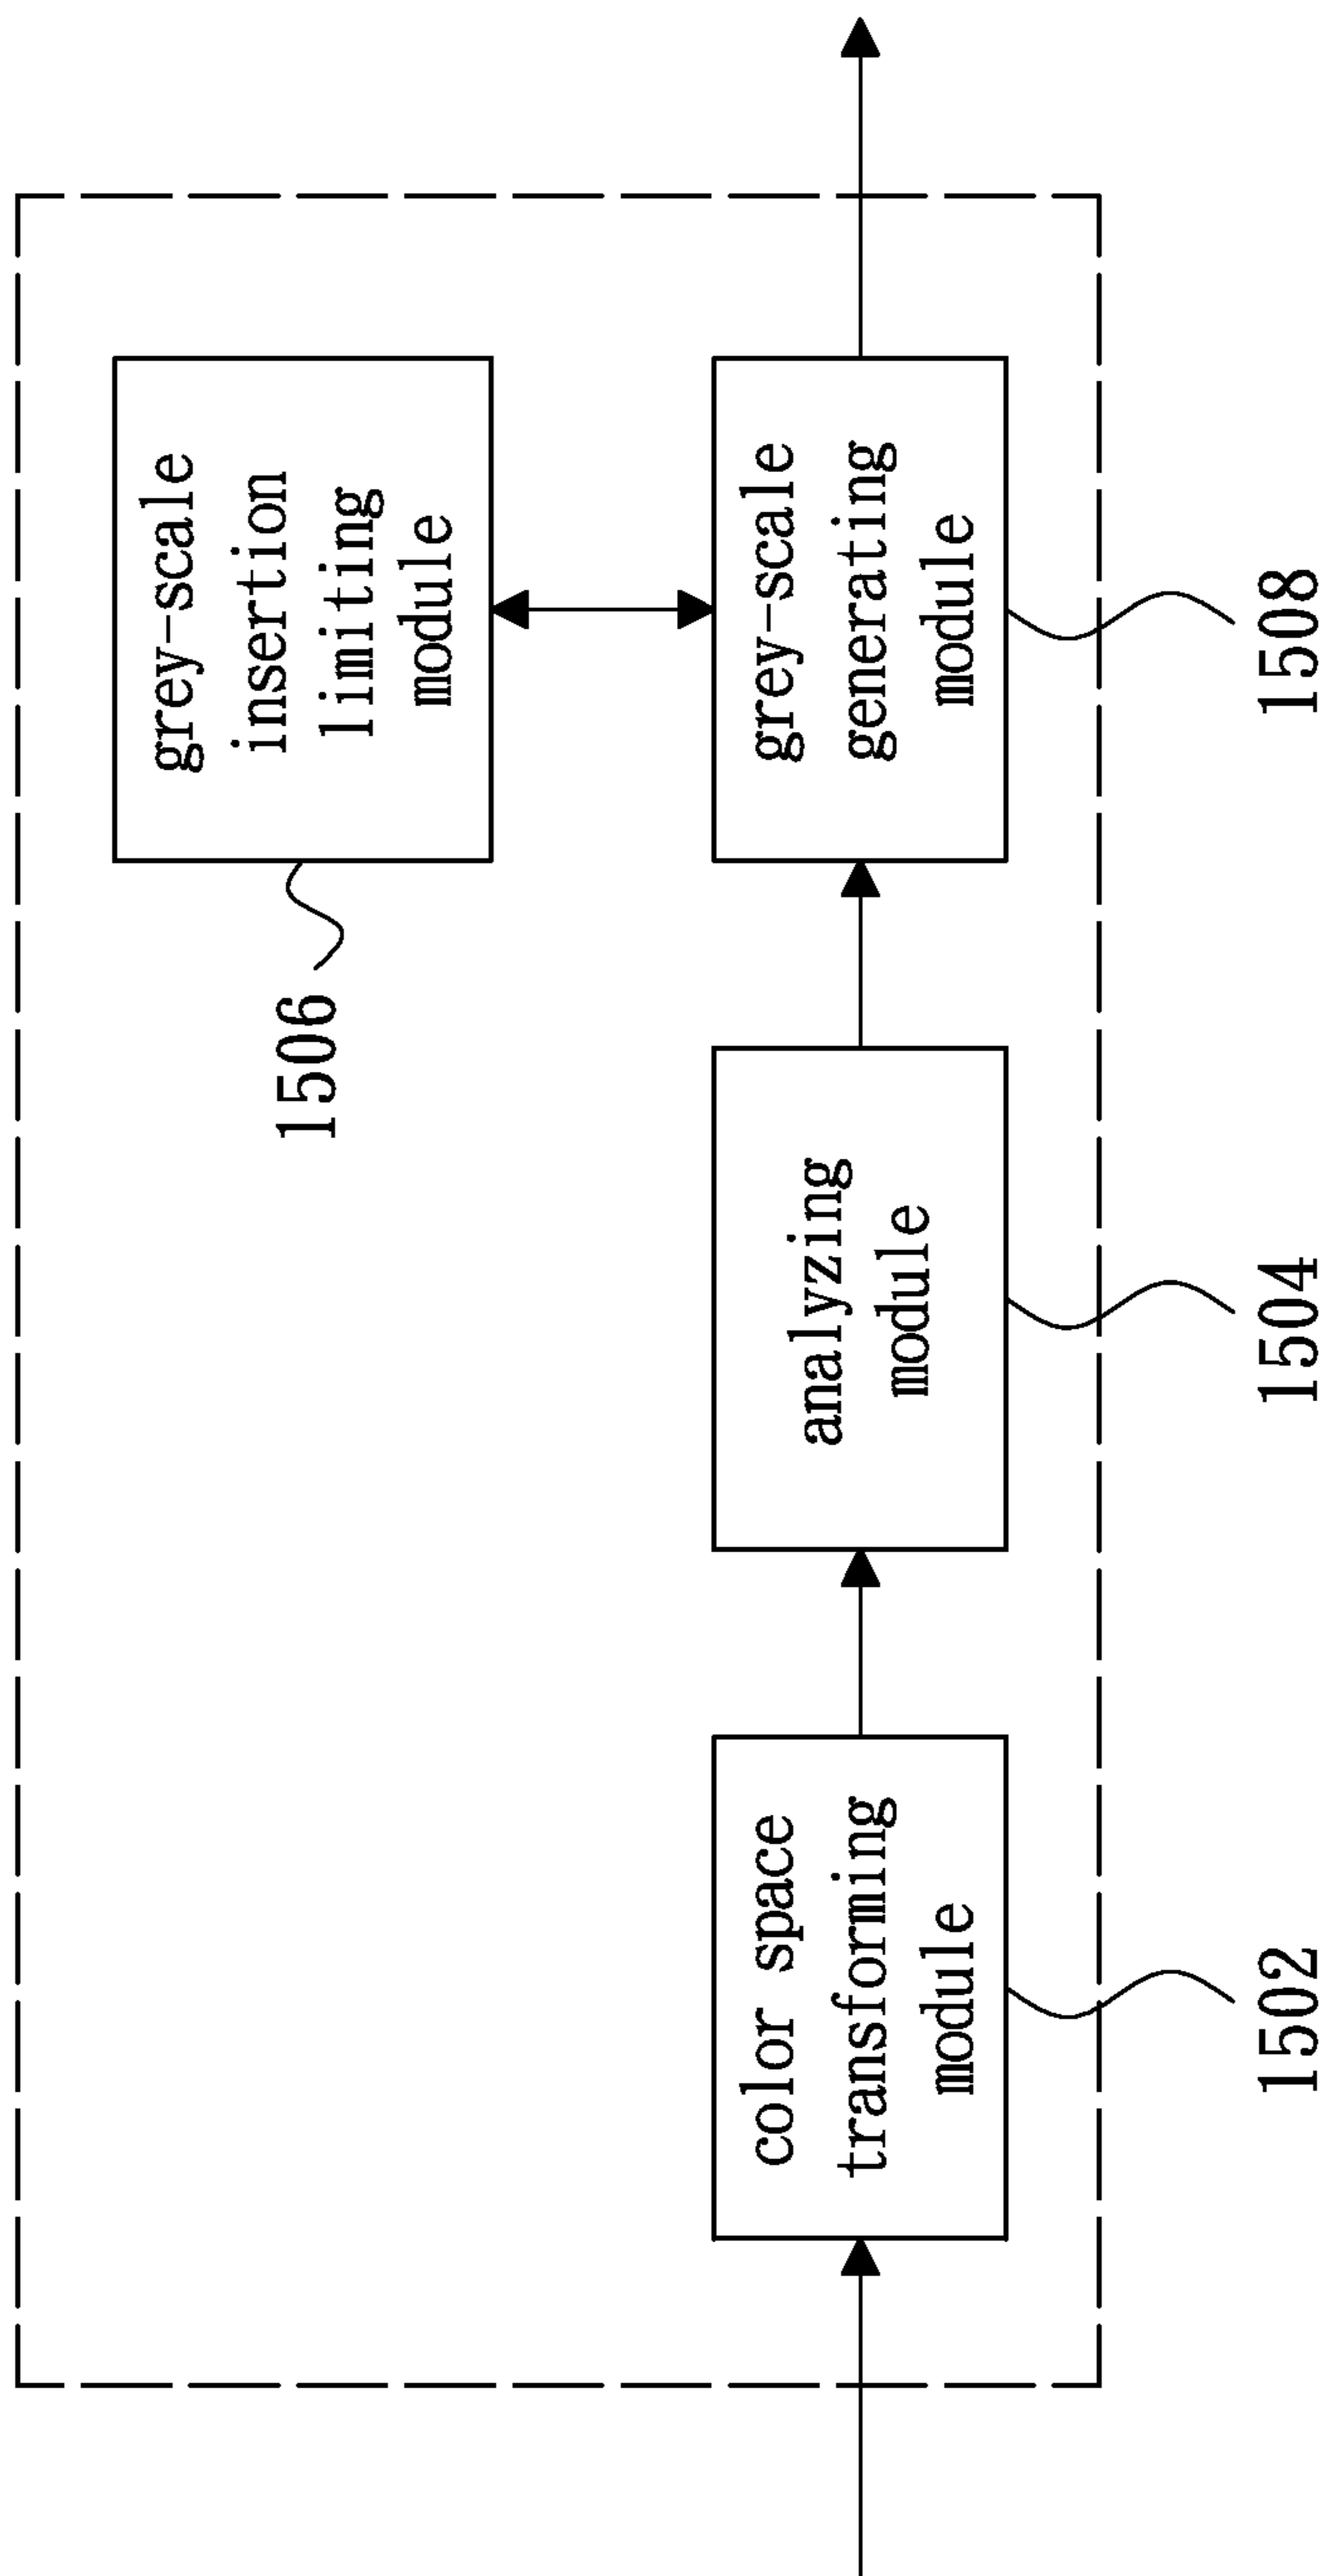 grey-scale
insertion
limiting
module
1506
color space
transforming
module
analyzing
module
grey-scale
generating
module
1502
1504
1508